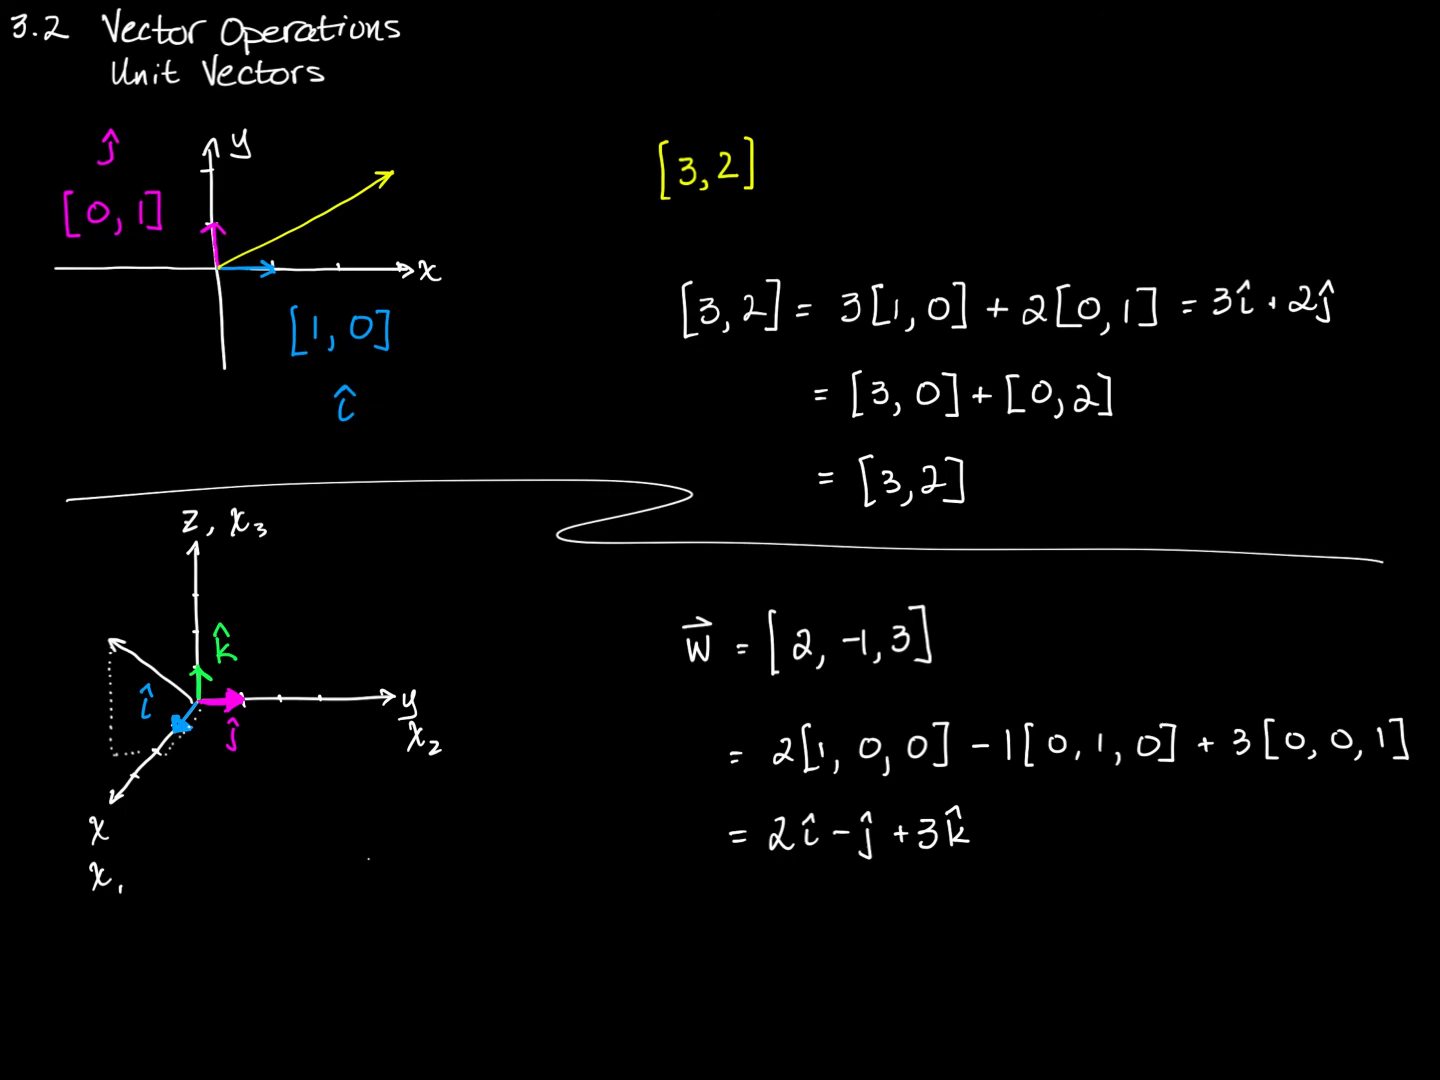 3.2 Vector Operations
Unit Vectors
ĵ
y
[0, 1]
x
[1, 0]
î
[3, 2]
[3, 2] = 3[1, 0] + 2[0, 1] = 3î + 2ĵ
= [3, 0] + [0, 2]
= [3, 2]
z, x₃
k̂
î
ĵ
y
x₂
x
x₁
w⃗ = [2, -1, 3]
= 2[1, 0, 0] - 1[0, 1, 0] + 3[0, 0, 1]
= 2î - ĵ + 3k̂